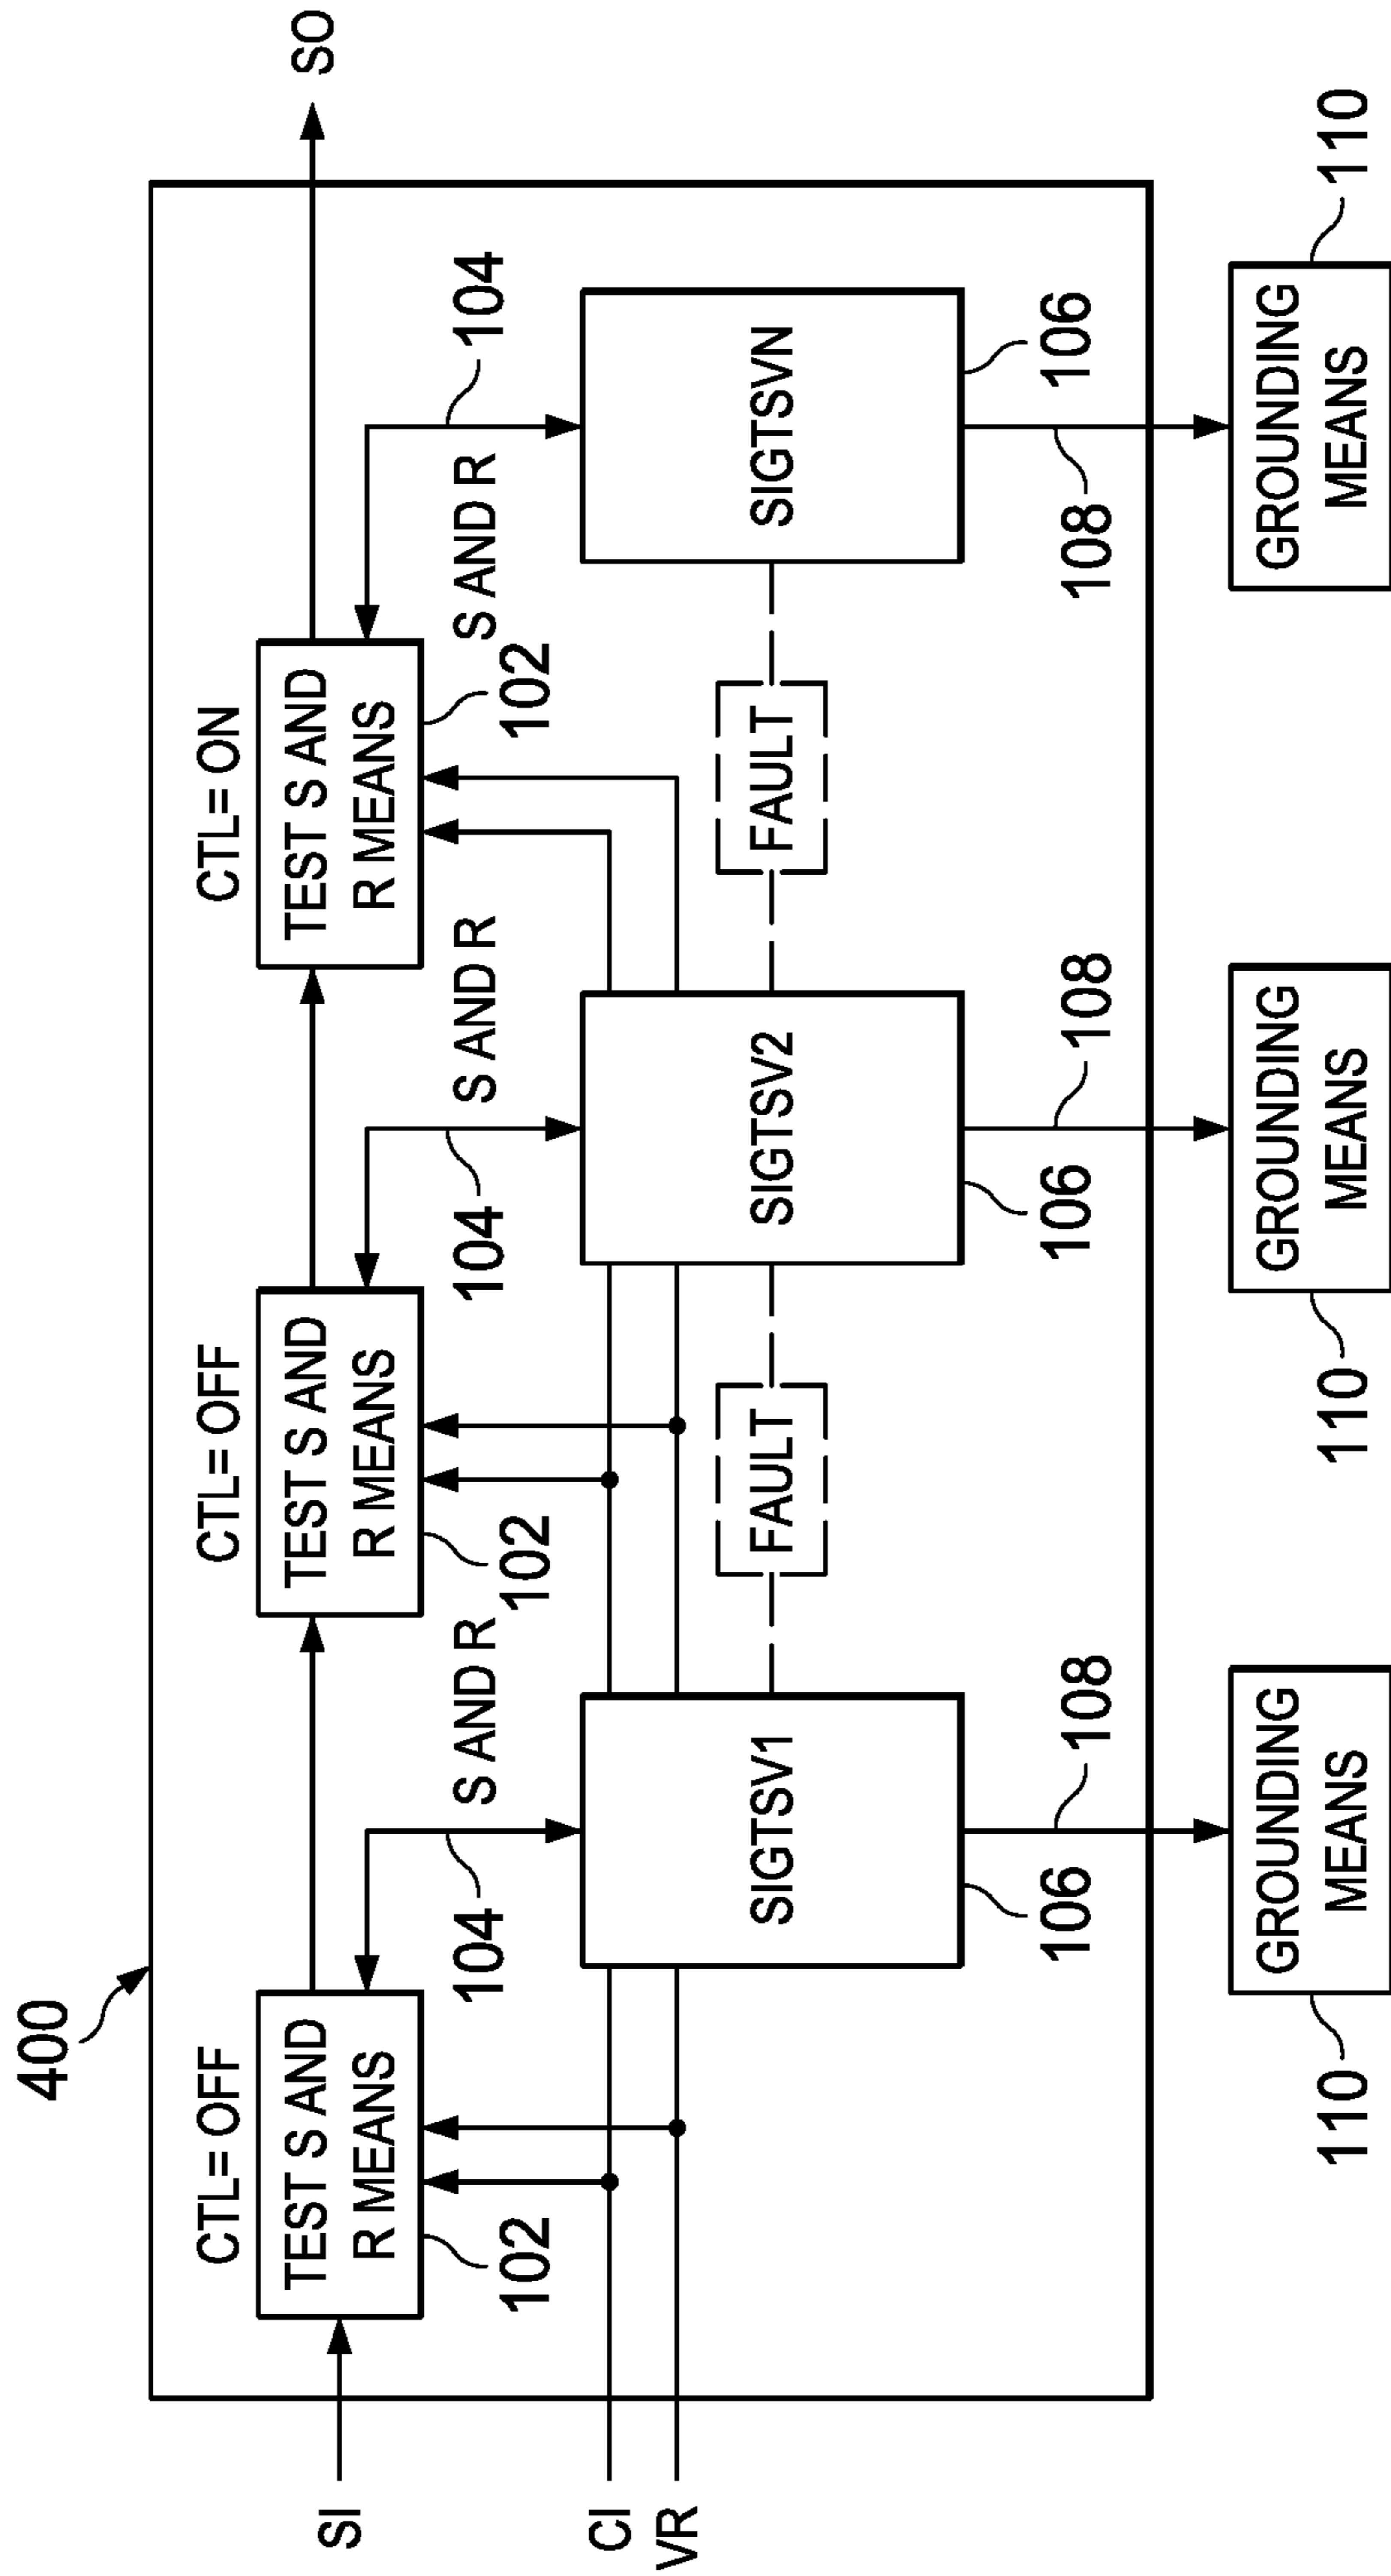 400
CTL= OFF
CTL= OFF
CTL= ON
SI
TEST S AND
R MEANS
TEST S AND
R MEANS
TEST S AND
R MEANS
SO
102
104
S AND R
102
104
S AND R
102
S AND R
104
CI
VR
SIGTSV1
FAULT
SIGTSV2
FAULT
SIGTSVN
106
108
106
108
108
106
110
GROUNDING
MEANS
110
GROUNDING
MEANS
GROUNDING
MEANS
110